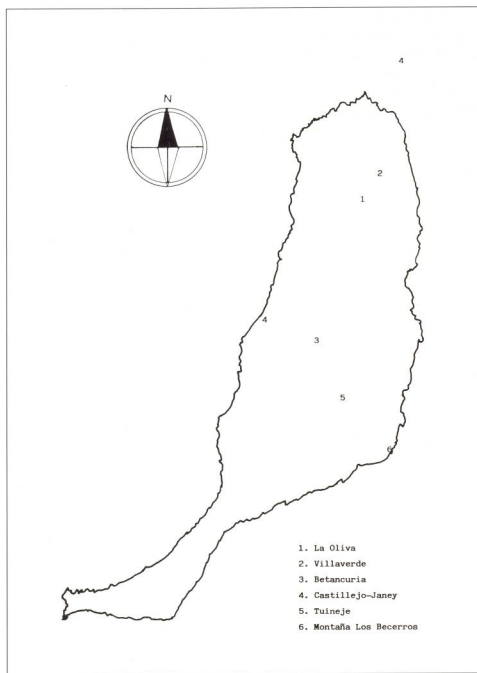 4
N
2
1
4
3
5
6
1. La Oliva
2. Villaverde
3. Betancuria
4. Castillejo-Janey
5. Tuineje
6. Montaña Los Becerros